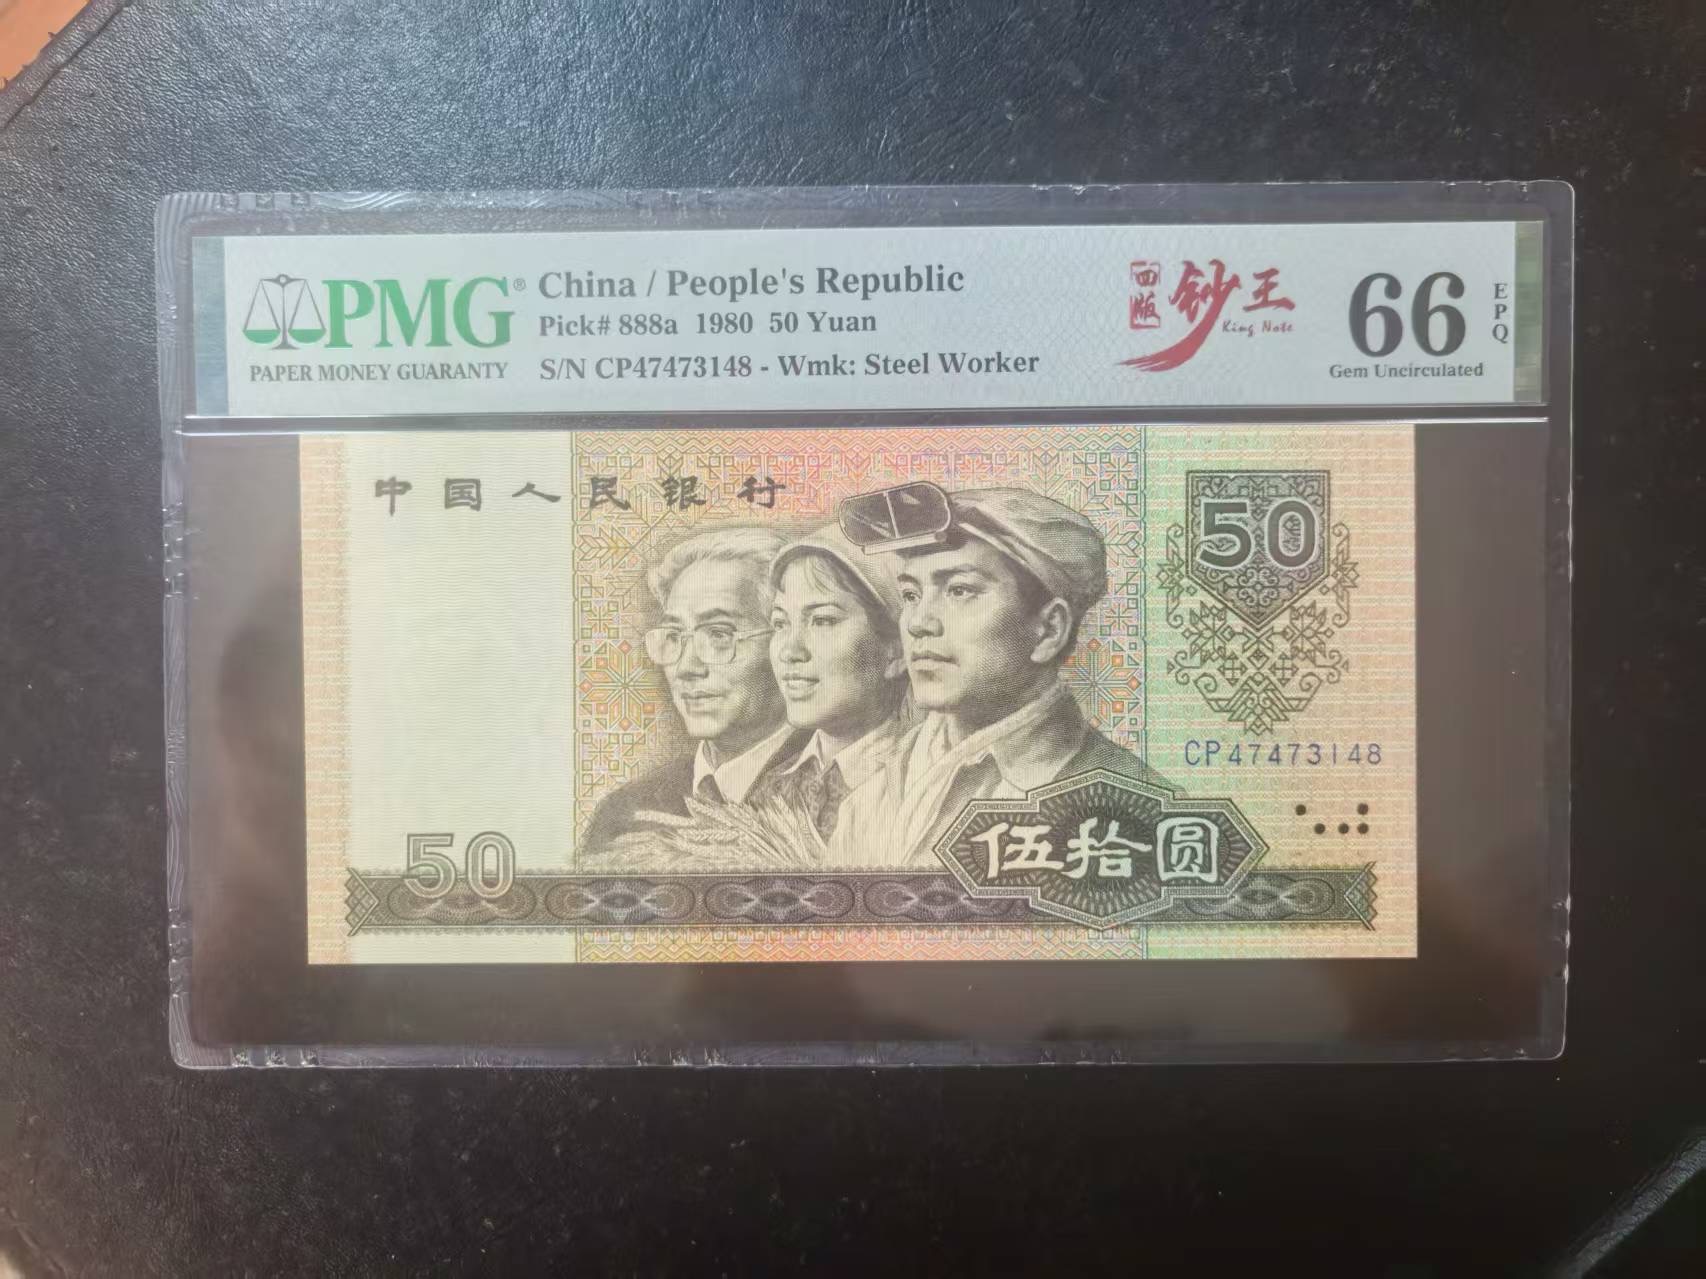 PMG®
PAPER MONEY GUARANTY
China / People's Republic
Pick# 888a 1980 50 Yuan
S/N CP47473148 - Wmk: Steel Worker
四版
钞王
King Note
66
EPQ
Gem Uncirculated
中国人民银行
50
CP47473148
50
伍拾圆